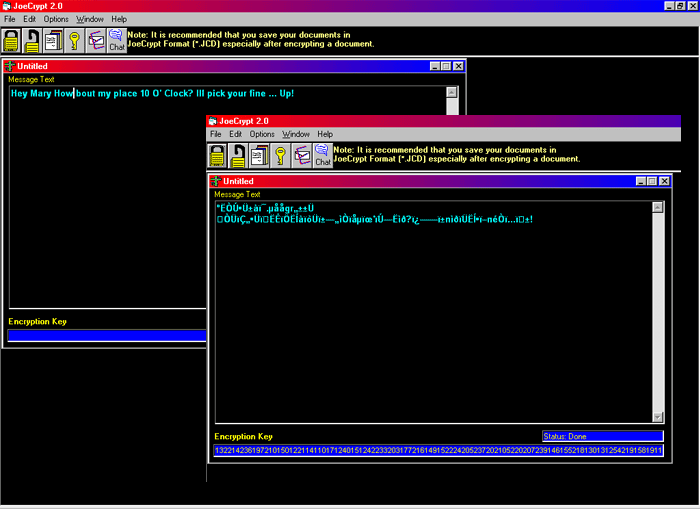 JoeCrypt 2.0
File Edit Options Window Help
Note: It is recommended that you save your documents in
JoeCrypt Format (*.JCD) especially after encrypting a document.
Chat
Untitled
Message Text
Hey Mary How bout my place 10 O' Clock? Ill pick your fine ... Up!
Encryption Key
JoeCrypt 2.0
File Edit Options Window Help
Note: It is recommended that you save your documents in
JoeCrypt Format (*.JCD) especially after encrypting a document.
Chat
Untitled
Message Text
Encryption Key
Status: Done